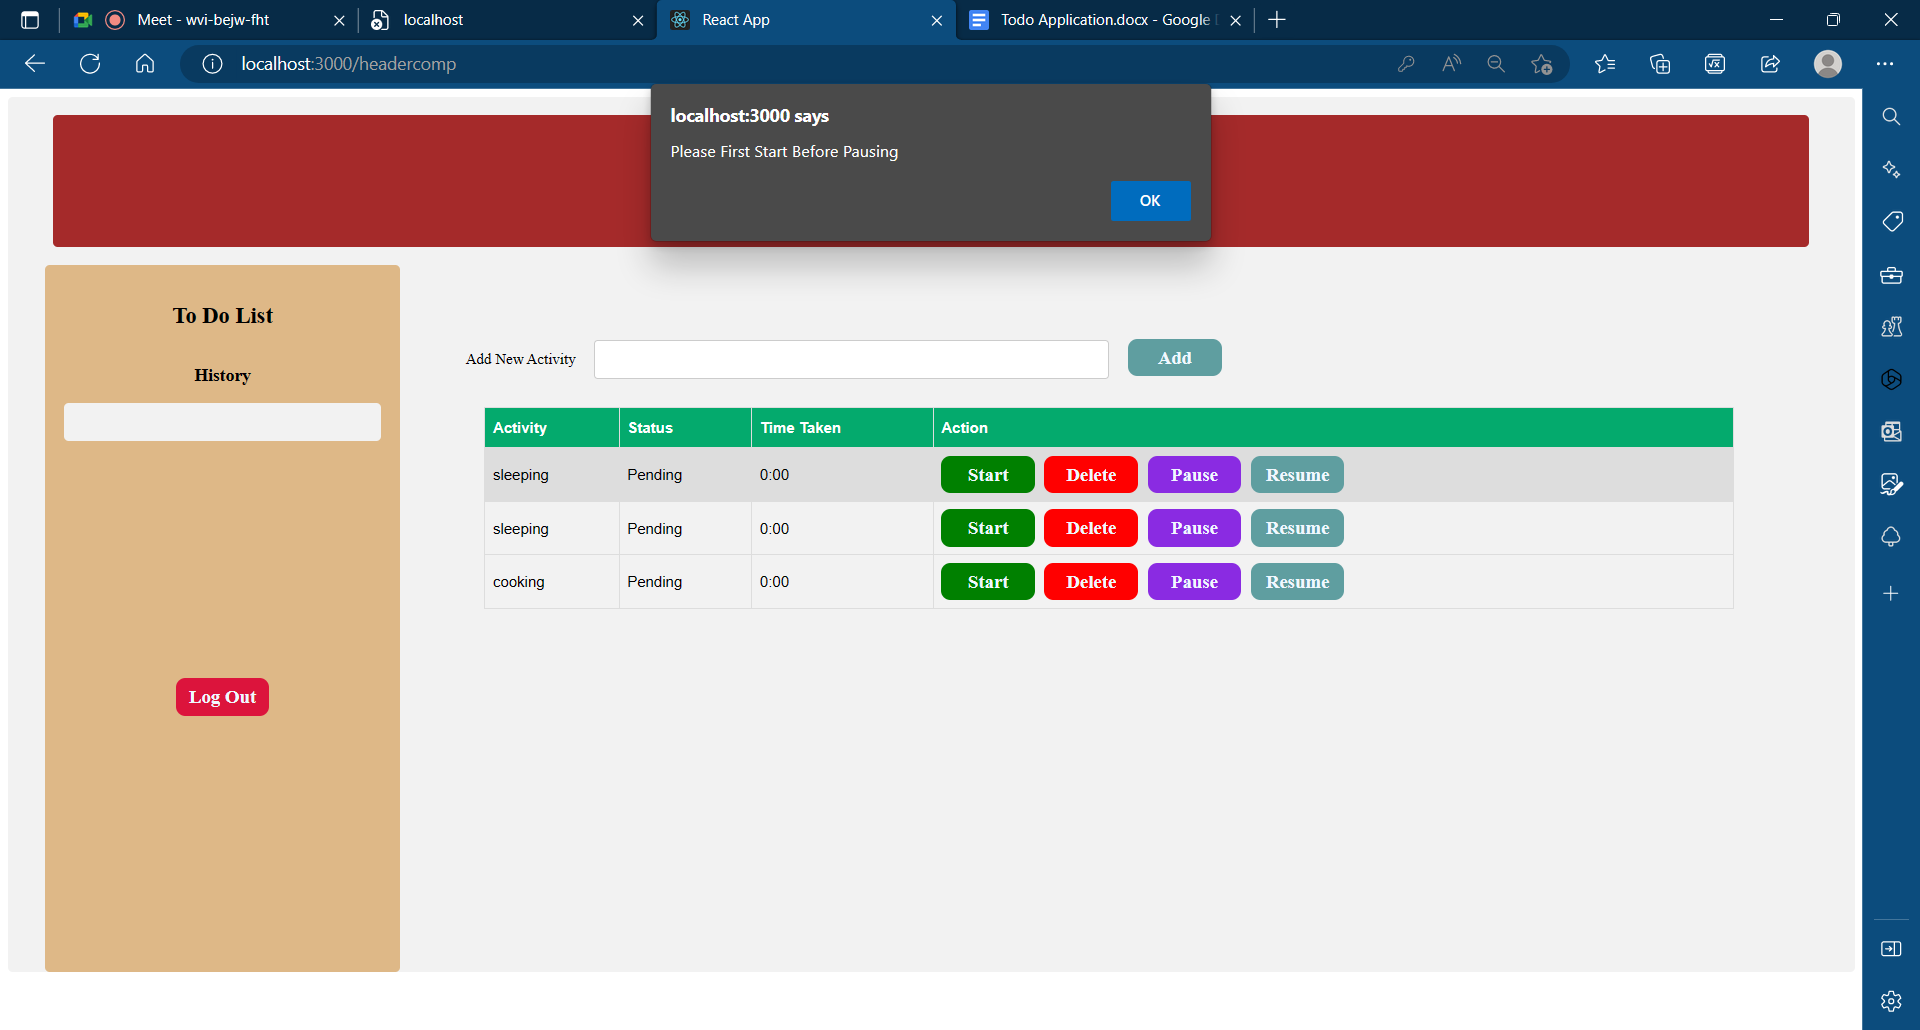 Meet - wvi-bejw-fht
localhost
React App
Todo Application.docx - Google
localhost:3000/headercomp
localhost:3000 says
Please First Start Before Pausing
OK
To Do List
History
Log Out
Add New Activity
Add
Activity Status Time Taken Action
sleeping Pending 0:00 Start Delete Pause Resume
sleeping Pending 0:00 Start Delete Pause Resume
cooking Pending 0:00 Start Delete Pause Resume